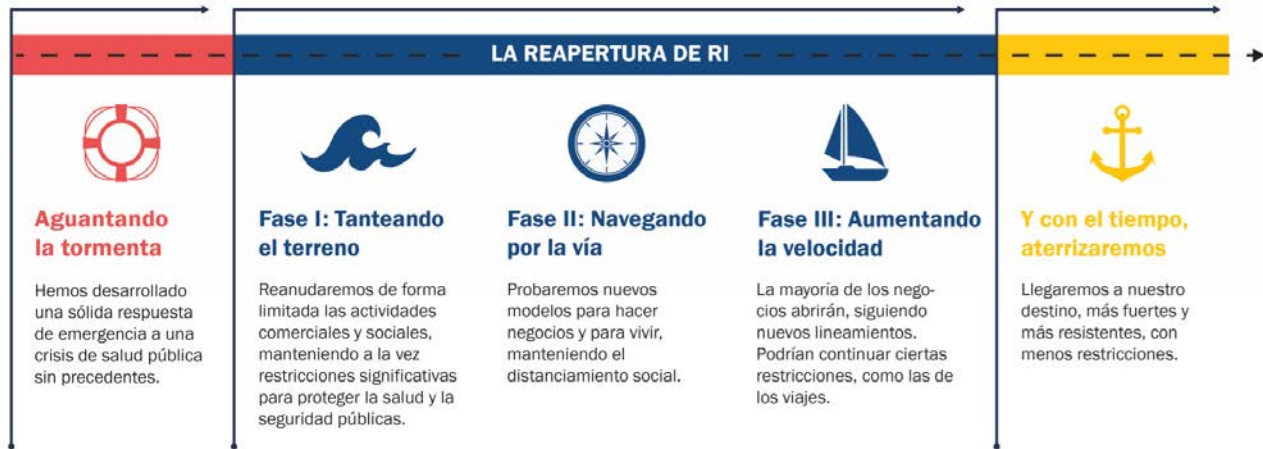 LA REAPERTURA DE RI
Aguantando
la tormenta
Hemos desarrollado
una sólida respuesta
de emergencia a una
crisis de salud pública
sin precedentes.
Fase I: Tanteando
el terreno
Reanudaremos de forma
limitada las actividades
comerciales y sociales,
manteniendo a la vez
restricciones significativas
para proteger la salud y la
seguridad públicas.
Fase II: Navegando
por la vía
Probaremos nuevos
modelos para hacer
negocios y para vivir,
manteniendo el
distanciamiento social.
Fase III: Aumentando
la velocidad
La mayoría de los nego-
cios abrirán, siguiendo
nuevos lineamientos.
Podrían continuar ciertas
restricciones, como las de
los viajes.
Y con el tiempo,
aterrizaremos
Llegaremos a nuestro
destino, más fuertes y
más resistentes, con
menos restricciones.